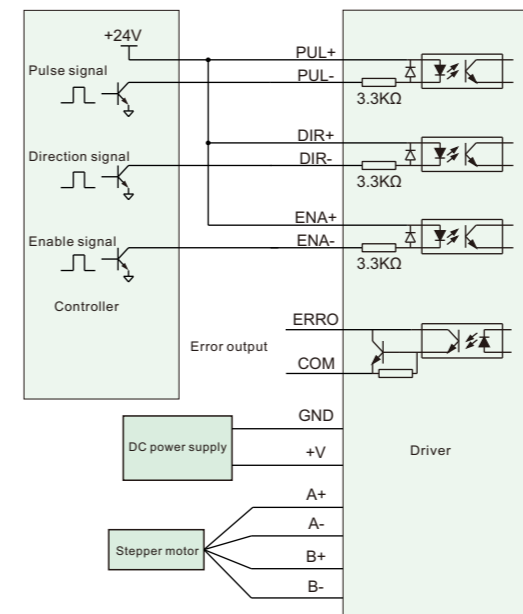 +24V
PUL+
Pulse signal
PUL-
3.3KΩ
DIR+
Direction signal
DIR-
3.3KΩ
ENA+
Enable signal
ENA-
3.3KΩ
Controller
ERRO
Error output
COM
GND
DC power supply
+V
Driver
A+
A-
Stepper motor
B+
B-